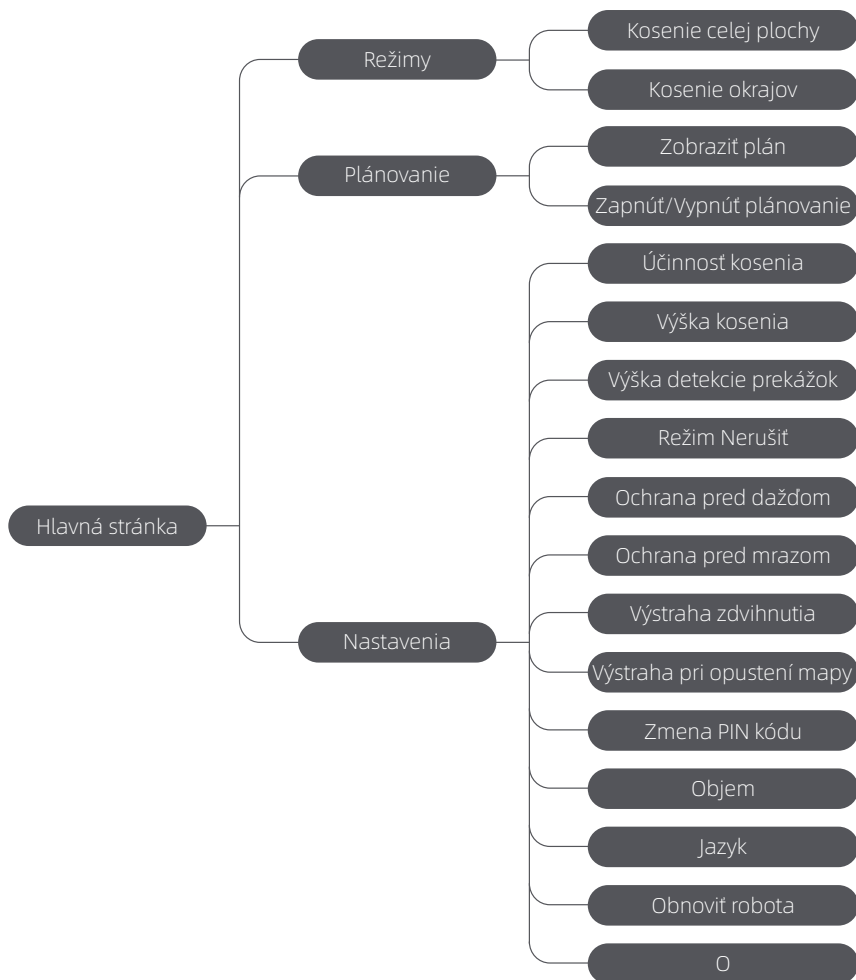 Hlavná stránka
Režimy
Kosenie celej plochy
Kosenie okrajov
Plánovanie
Zobraziť plán
Zapnúť/Vypnúť plánovanie
Nastavenia
Účinnosť kosenia
Výška kosenia
Výška detekcie prekážok
Režim Nerušiť
Ochrana pred dažďom
Ochrana pred mrazom
Výstraha zdvihnutia
Výstraha pri opustení mapy
Zmena PIN kódu
Objem
Jazyk
Obnoviť robota
O